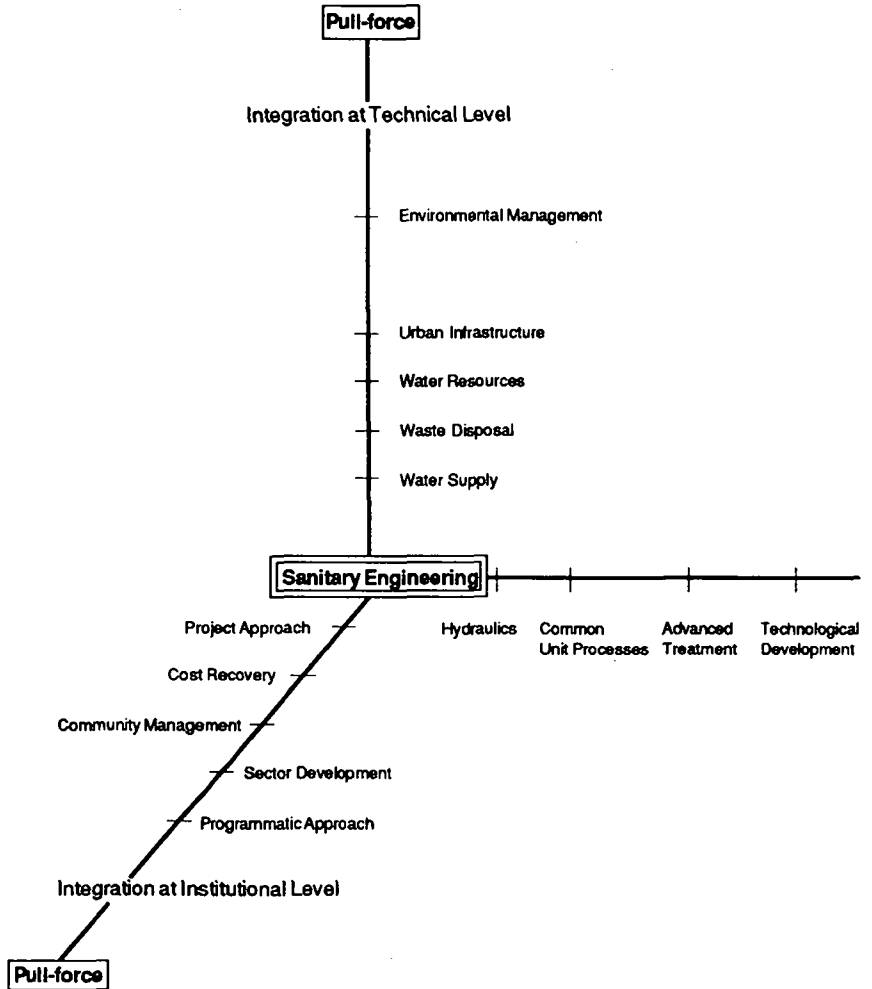 Pull-force
Integration at Technical Level
Environmental Management
Urban Infrastructure
Water Resources
Waste Disposal
Water Supply
Sanitary Engineering
Hydraulics
Common
Unit Processes
Advanced
Treatment
Technological
Development
Project Approach
Cost Recovery
Community Management
Sector Development
Programmatic Approach
Integration at Institutional Level
Pull-force